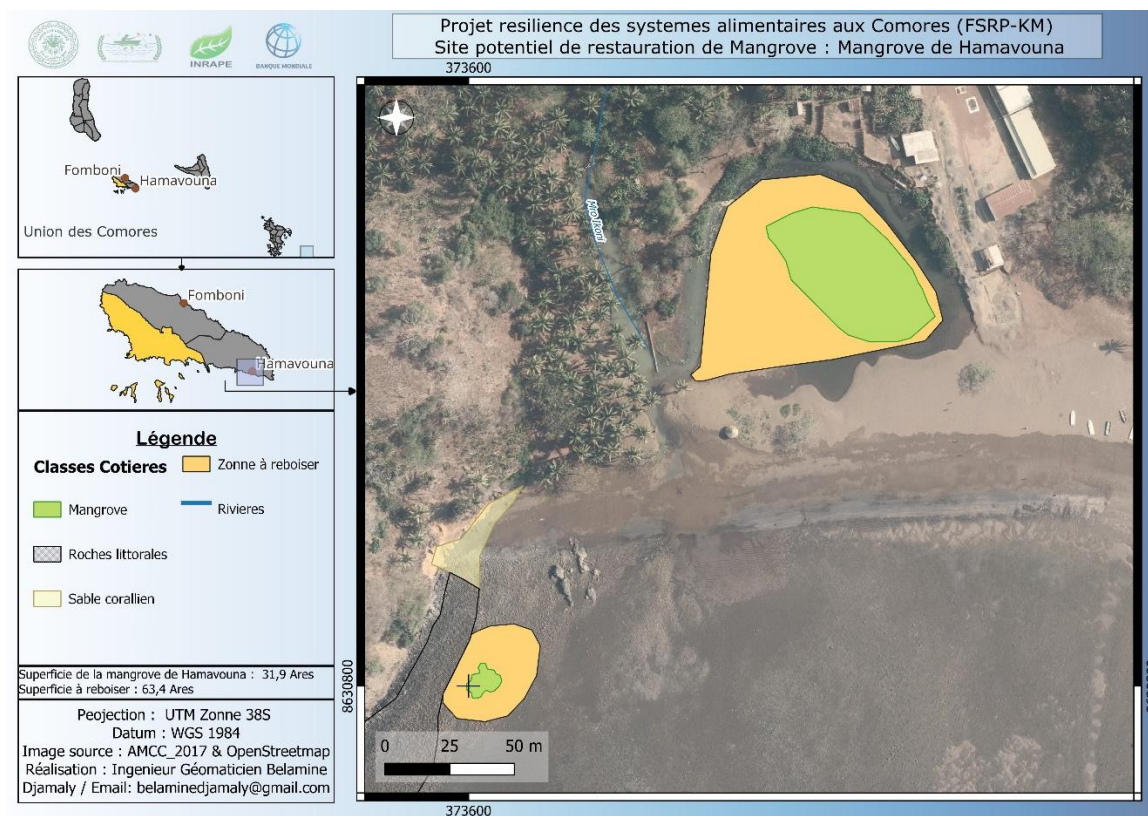 Projet resilience des systemes alimentaires aux Comores (FSRP-KM)
Site potentiel de restauration de Mangrove : Mangrove de Hamavouna
INRAPE
BANQUE MONDIALE
Fomboni
Hamavouna
Union des Comores
Fomboni
Hamavouna
Légende
Classes Cotieres
Zonne à reboiser
Mangrove
Rivieres
Roches littorales
Sable corallien
Superficie de la mangrove de Hamavouna : 31,9 Ares
Superficie à reboiser : 63,4 Ares
Peojection : UTM Zonne 38S
Datum : WGS 1984
Image source : AMCC_2017 & OpenStreetmap
Réalisation : Ingenieur Géomaticien Belamine
Djamaly / Email: belaminedjamaly@gmail.com
373600
8630800
0 25 50 m
373600